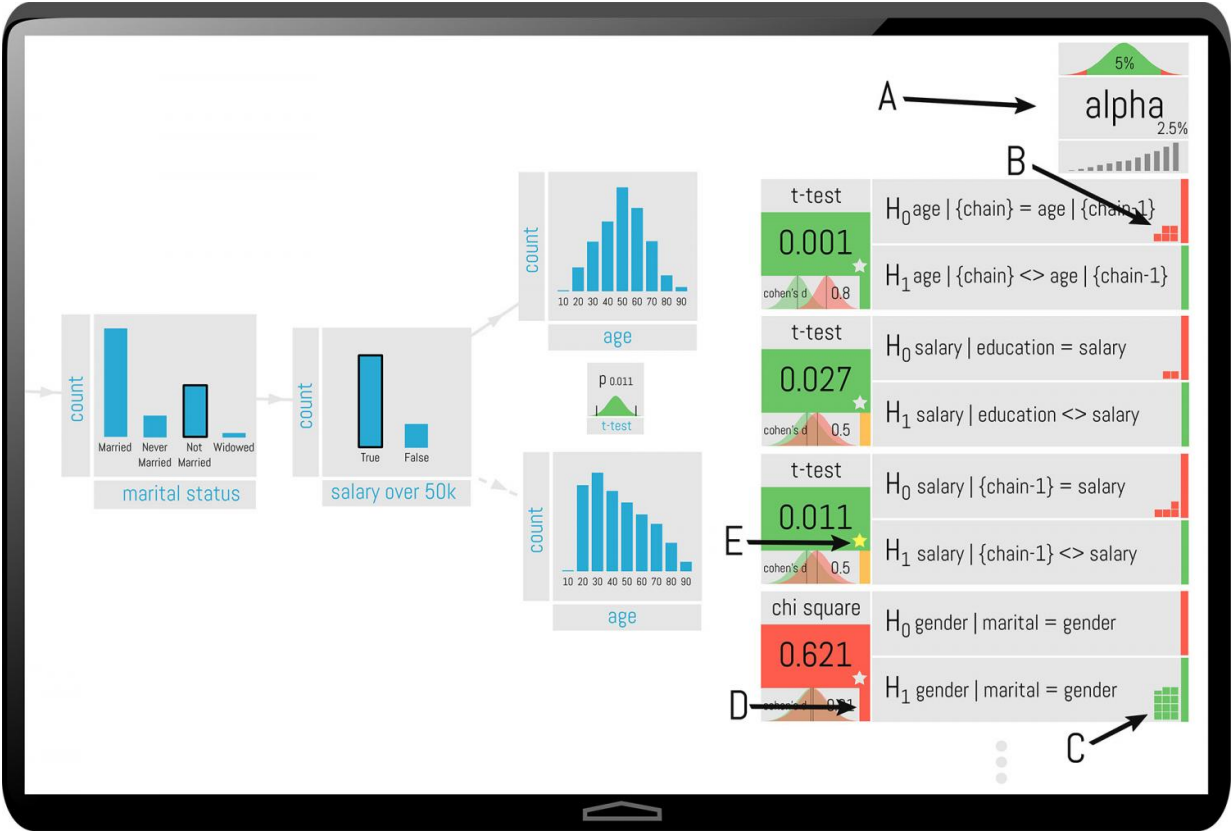 A
5%
alpha
2.5%
B
count
Married
Never
Married
Not
Married
Widowed
marital status
count
True
False
salary over 50k
count
10 20 30 40 50 60 70 80 90
age
p 0.011
t-test
count
10 20 30 40 50 60 70 80 90
age
t-test
0.001
cohen's d 0.8
H0 age | {chain} = age | {chain-1}
H1 age | {chain} <> age | {chain-1}
t-test
0.027
cohen's d 0.5
H0 salary | education = salary
H1 salary | education <> salary
t-test
0.011
cohen's d 0.5
E
H0 salary | {chain-1} = salary
H1 salary | {chain-1} <> salary
chi square
0.621
cohen's d
D
H0 gender | marital = gender
H1 gender | marital = gender
C